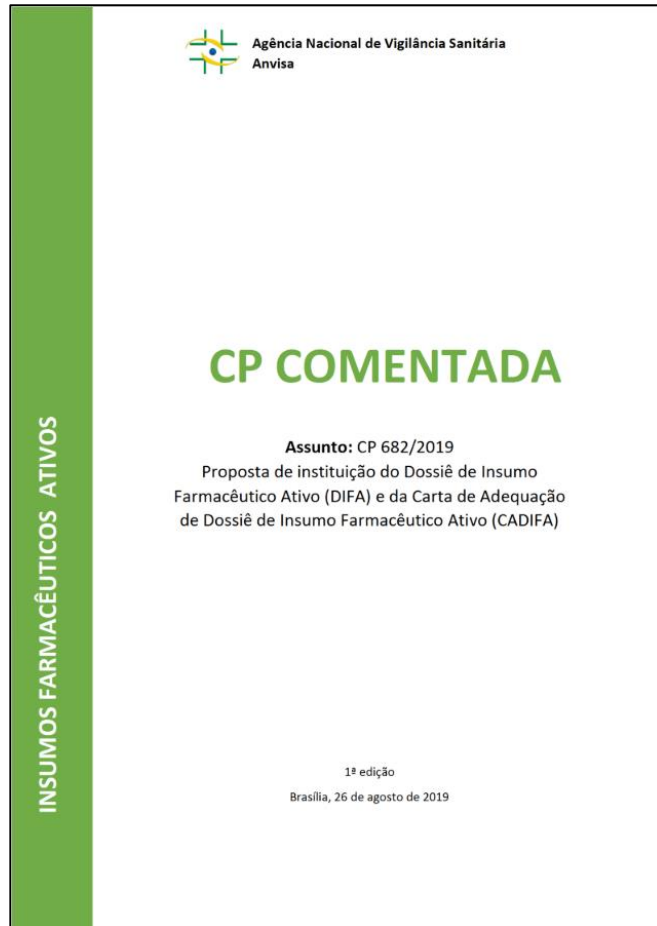 Agência Nacional de Vigilância Sanitária
Anvisa
CP COMENTADA
Assunto: CP 682/2019
Proposta de instituição do Dossiê de Insumo
Farmacêutico Ativo (DIFA) e da Carta de Adequação
de Dossiê de Insumo Farmacêutico Ativo (CADIFA)
INSUMOS FARMACÊUTICOS ATIVOS
1ª edição
Brasília, 26 de agosto de 2019